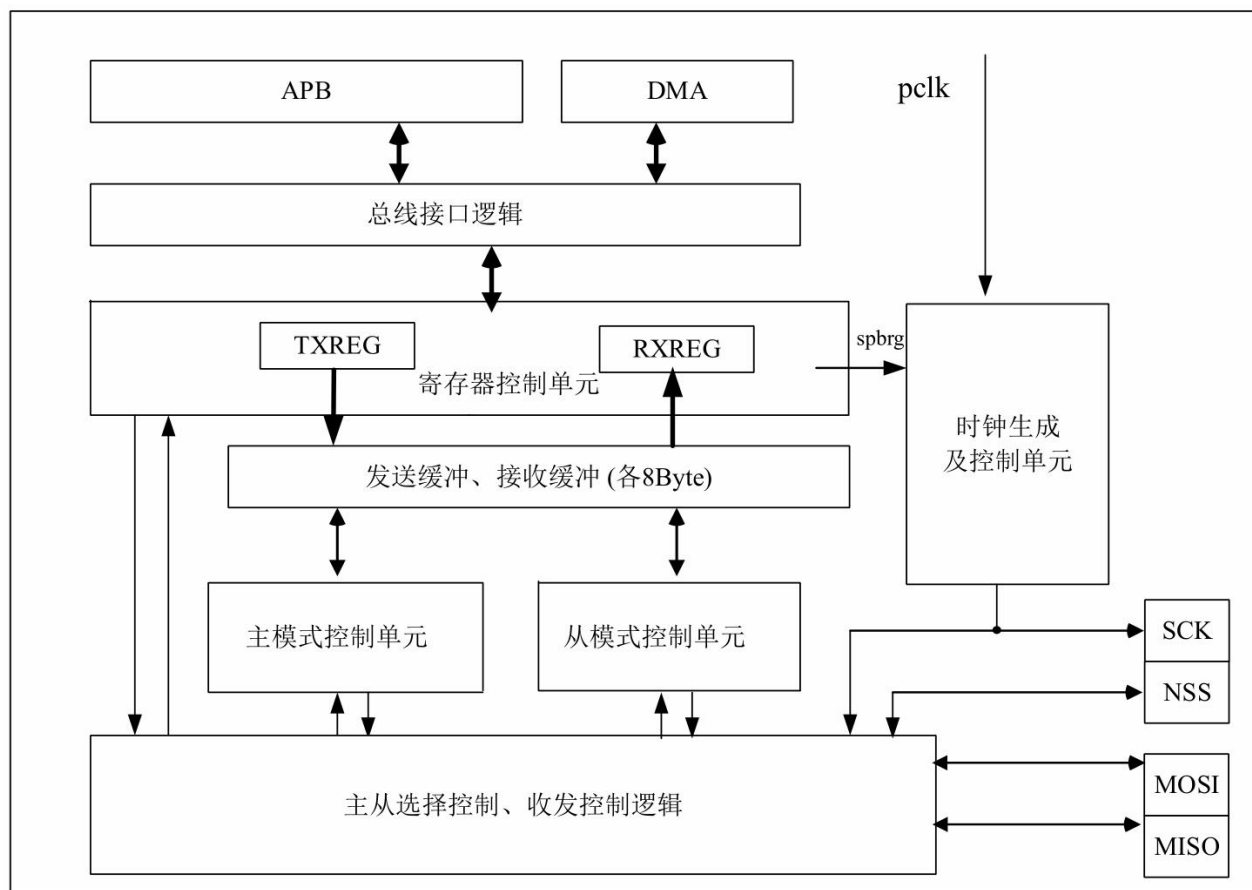 APB
DMA
pclk
总线接口逻辑
TXREG
RXREG
spbrg
寄存器控制单元
时钟生成
及控制单元
发送缓冲、接收缓冲 (各8Byte)
主模式控制单元
从模式控制单元
SCK
NSS
主从选择控制、收发控制逻辑
MOSI
MISO